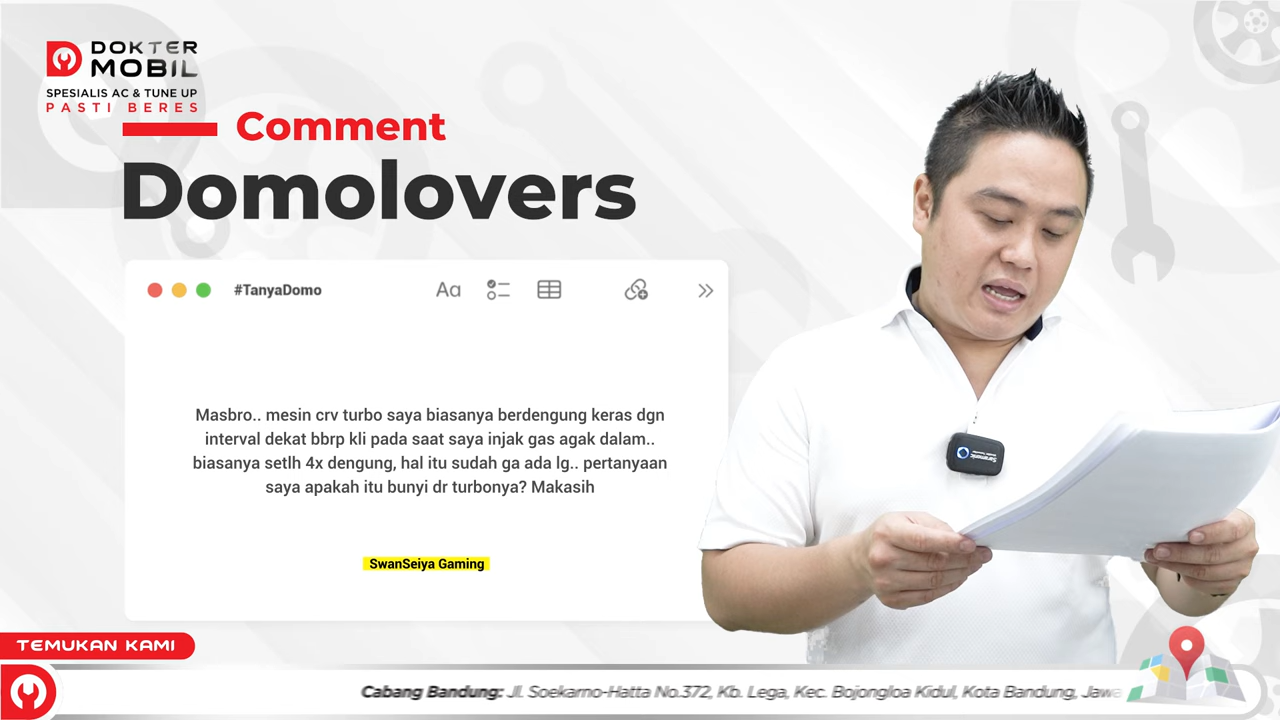 DOKTER
MOBIL
SPESIALIS AC & TUNE UP
PASTI BERES
Comment
Domolovers
#TanyaDomo
Aa
Masbro.. mesin crv turbo saya biasanya berdengung keras dgn
interval dekat bbrp kli pada saat saya injak gas agak dalam..
biasanya setlh 4x dengung, hal itu sudah ga ada lg.. pertanyaan
saya apakah itu bunyi dr turbonya? Makasih
SwanSeiya Gaming
Saramonic
TEMUKAN KAMI
Cabang Bandung: Jl. Soekarno-Hatta No.372, Kb. Lega, Kec. Bojongloa Kidul, Kota Bandung, Jawa